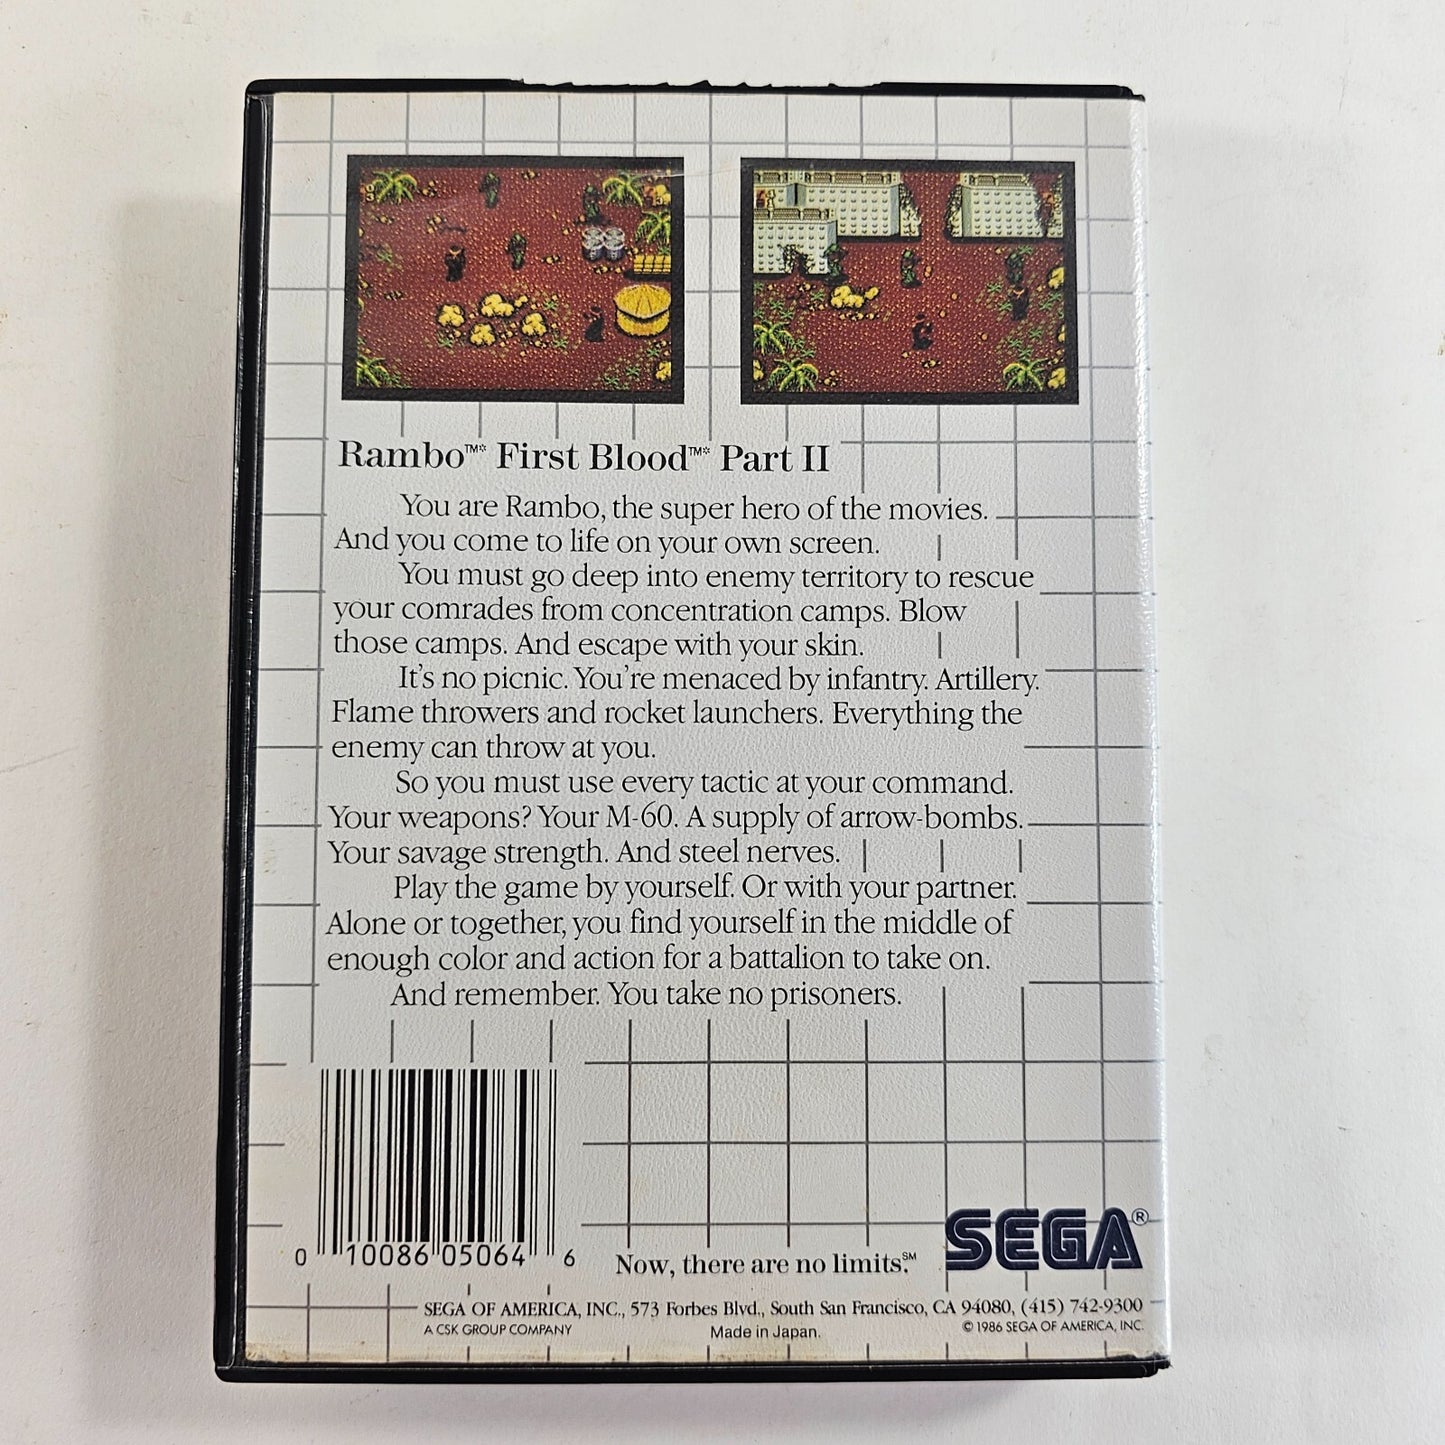 Rambo™* First Blood™* Part II
You are Rambo, the super hero of the movies.
And you come to life on your own screen.
You must go deep into enemy territory to rescue
your comrades from concentration camps. Blow
those camps. And escape with your skin.
It's no picnic. You're menaced by infantry. Artillery.
Flame throwers and rocket launchers. Everything the
enemy can throw at you.
So you must use every tactic at your command.
Your weapons? Your M-60. A supply of arrow-bombs.
Your savage strength. And steel nerves.
Play the game by yourself. Or with your partner.
Alone or together, you find yourself in the middle of
enough color and action for a battalion to take on.
And remember. You take no prisoners.
0 10086 05064 6
Now, there are no limits.℠
SEGA®
SEGA OF AMERICA, INC., 573 Forbes Blvd., South San Francisco, CA 94080, (415) 742-9300
A CSK GROUP COMPANY
Made in Japan.
© 1986 SEGA OF AMERICA, INC.